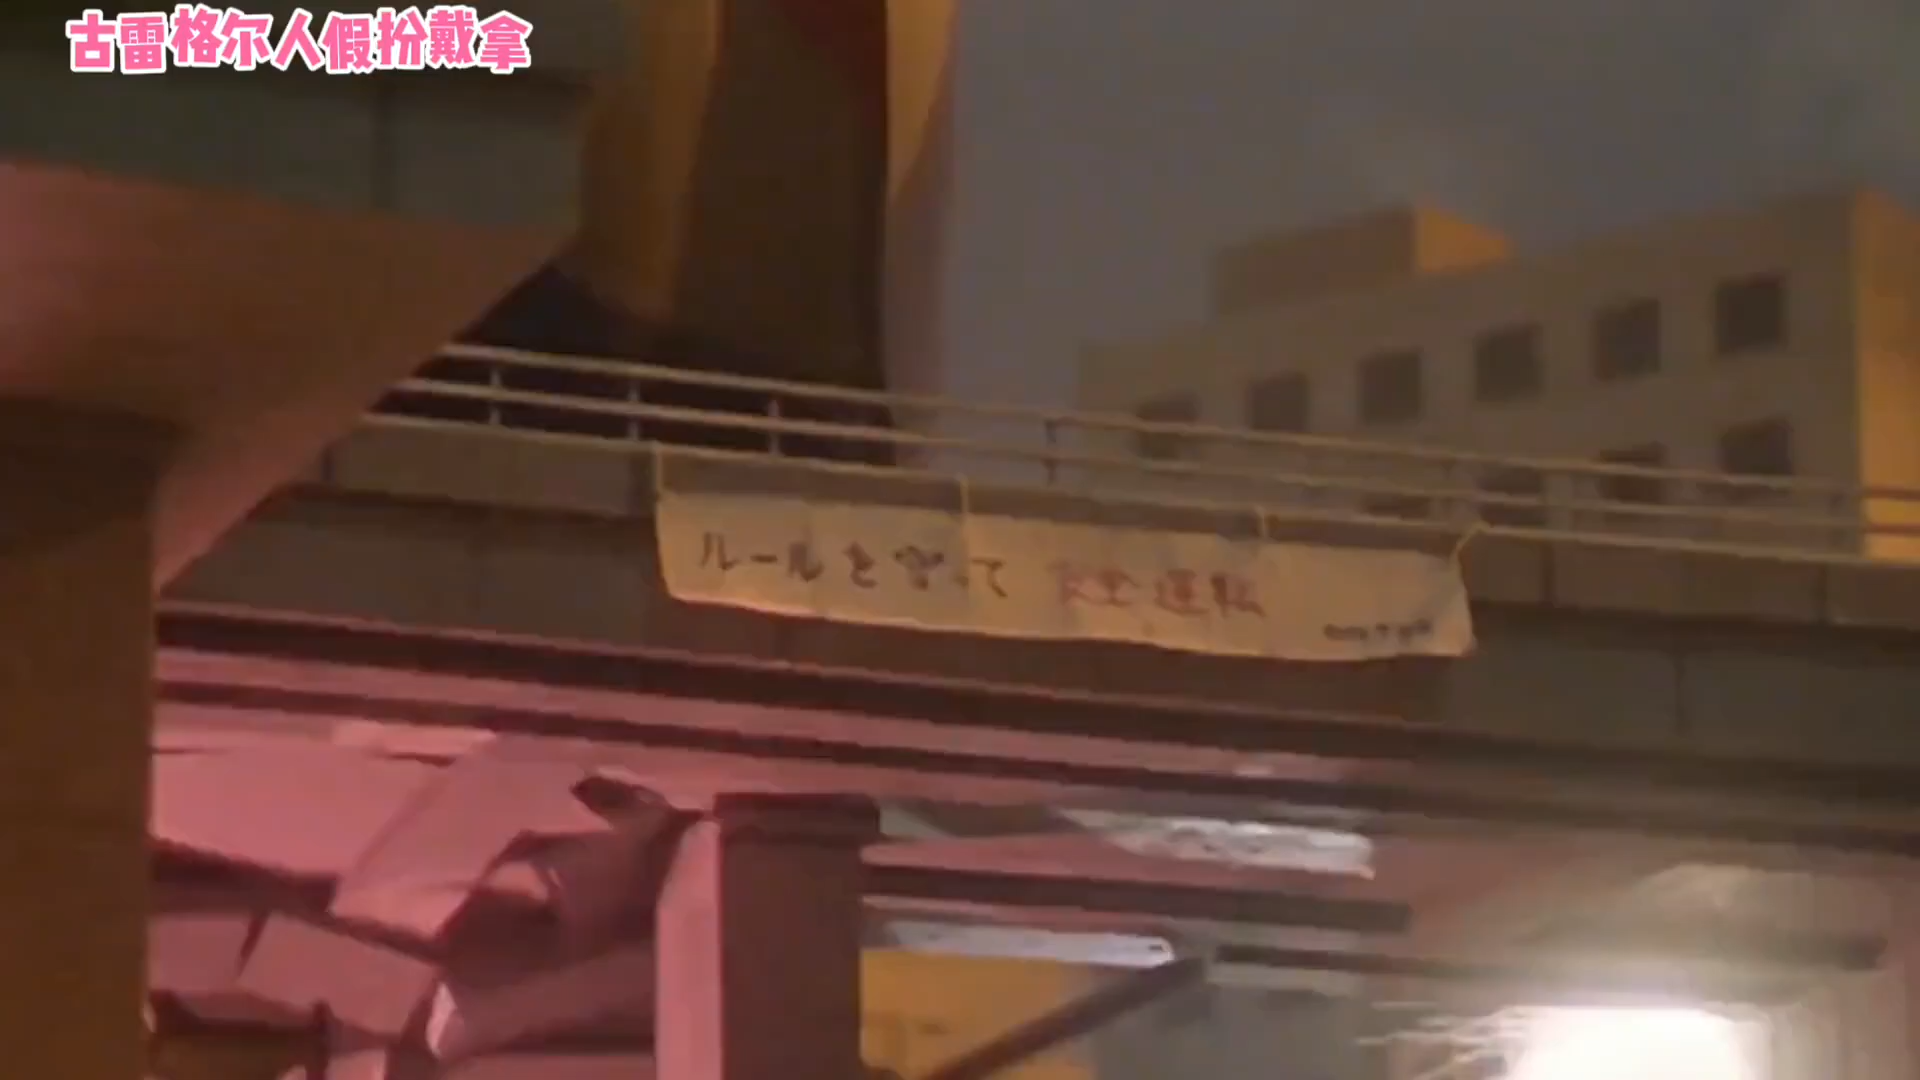 古雷格尔人假扮戴拿
ルールを守って 安全運転